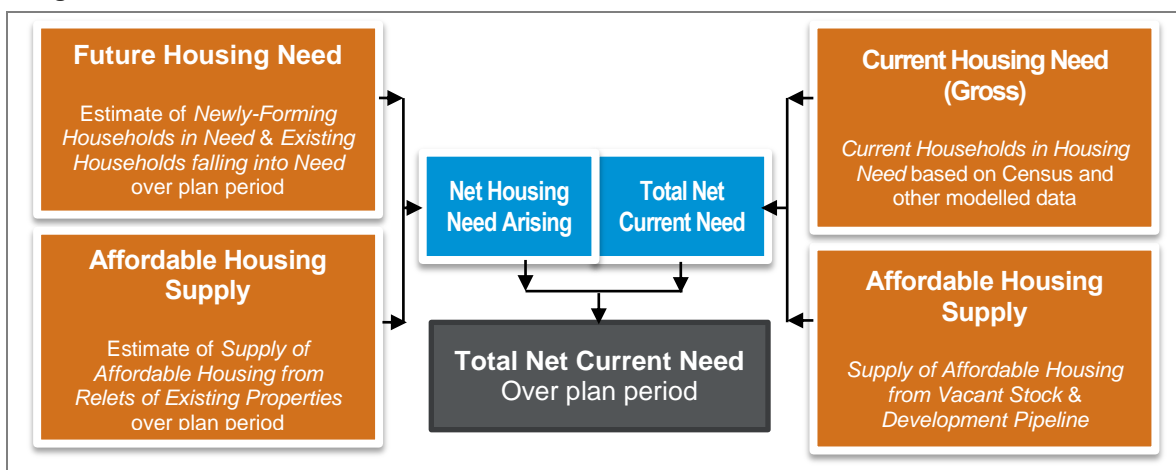 Future Housing Need
Estimate of Newly-Forming
Households in Need & Existing
Households falling into Need
over plan period
Affordable Housing
Supply
Estimate of Supply of
Affordable Housing from
Relets of Existing Properties
over plan period
Net Housing
Need Arising
Total Net
Current Need
Total Net Current Need
Over plan period
Current Housing Need
(Gross)
Current Households in Housing
Need based on Census and
other modelled data
Affordable Housing
Supply
Supply of Affordable Housing
from Vacant Stock &
Development Pipeline